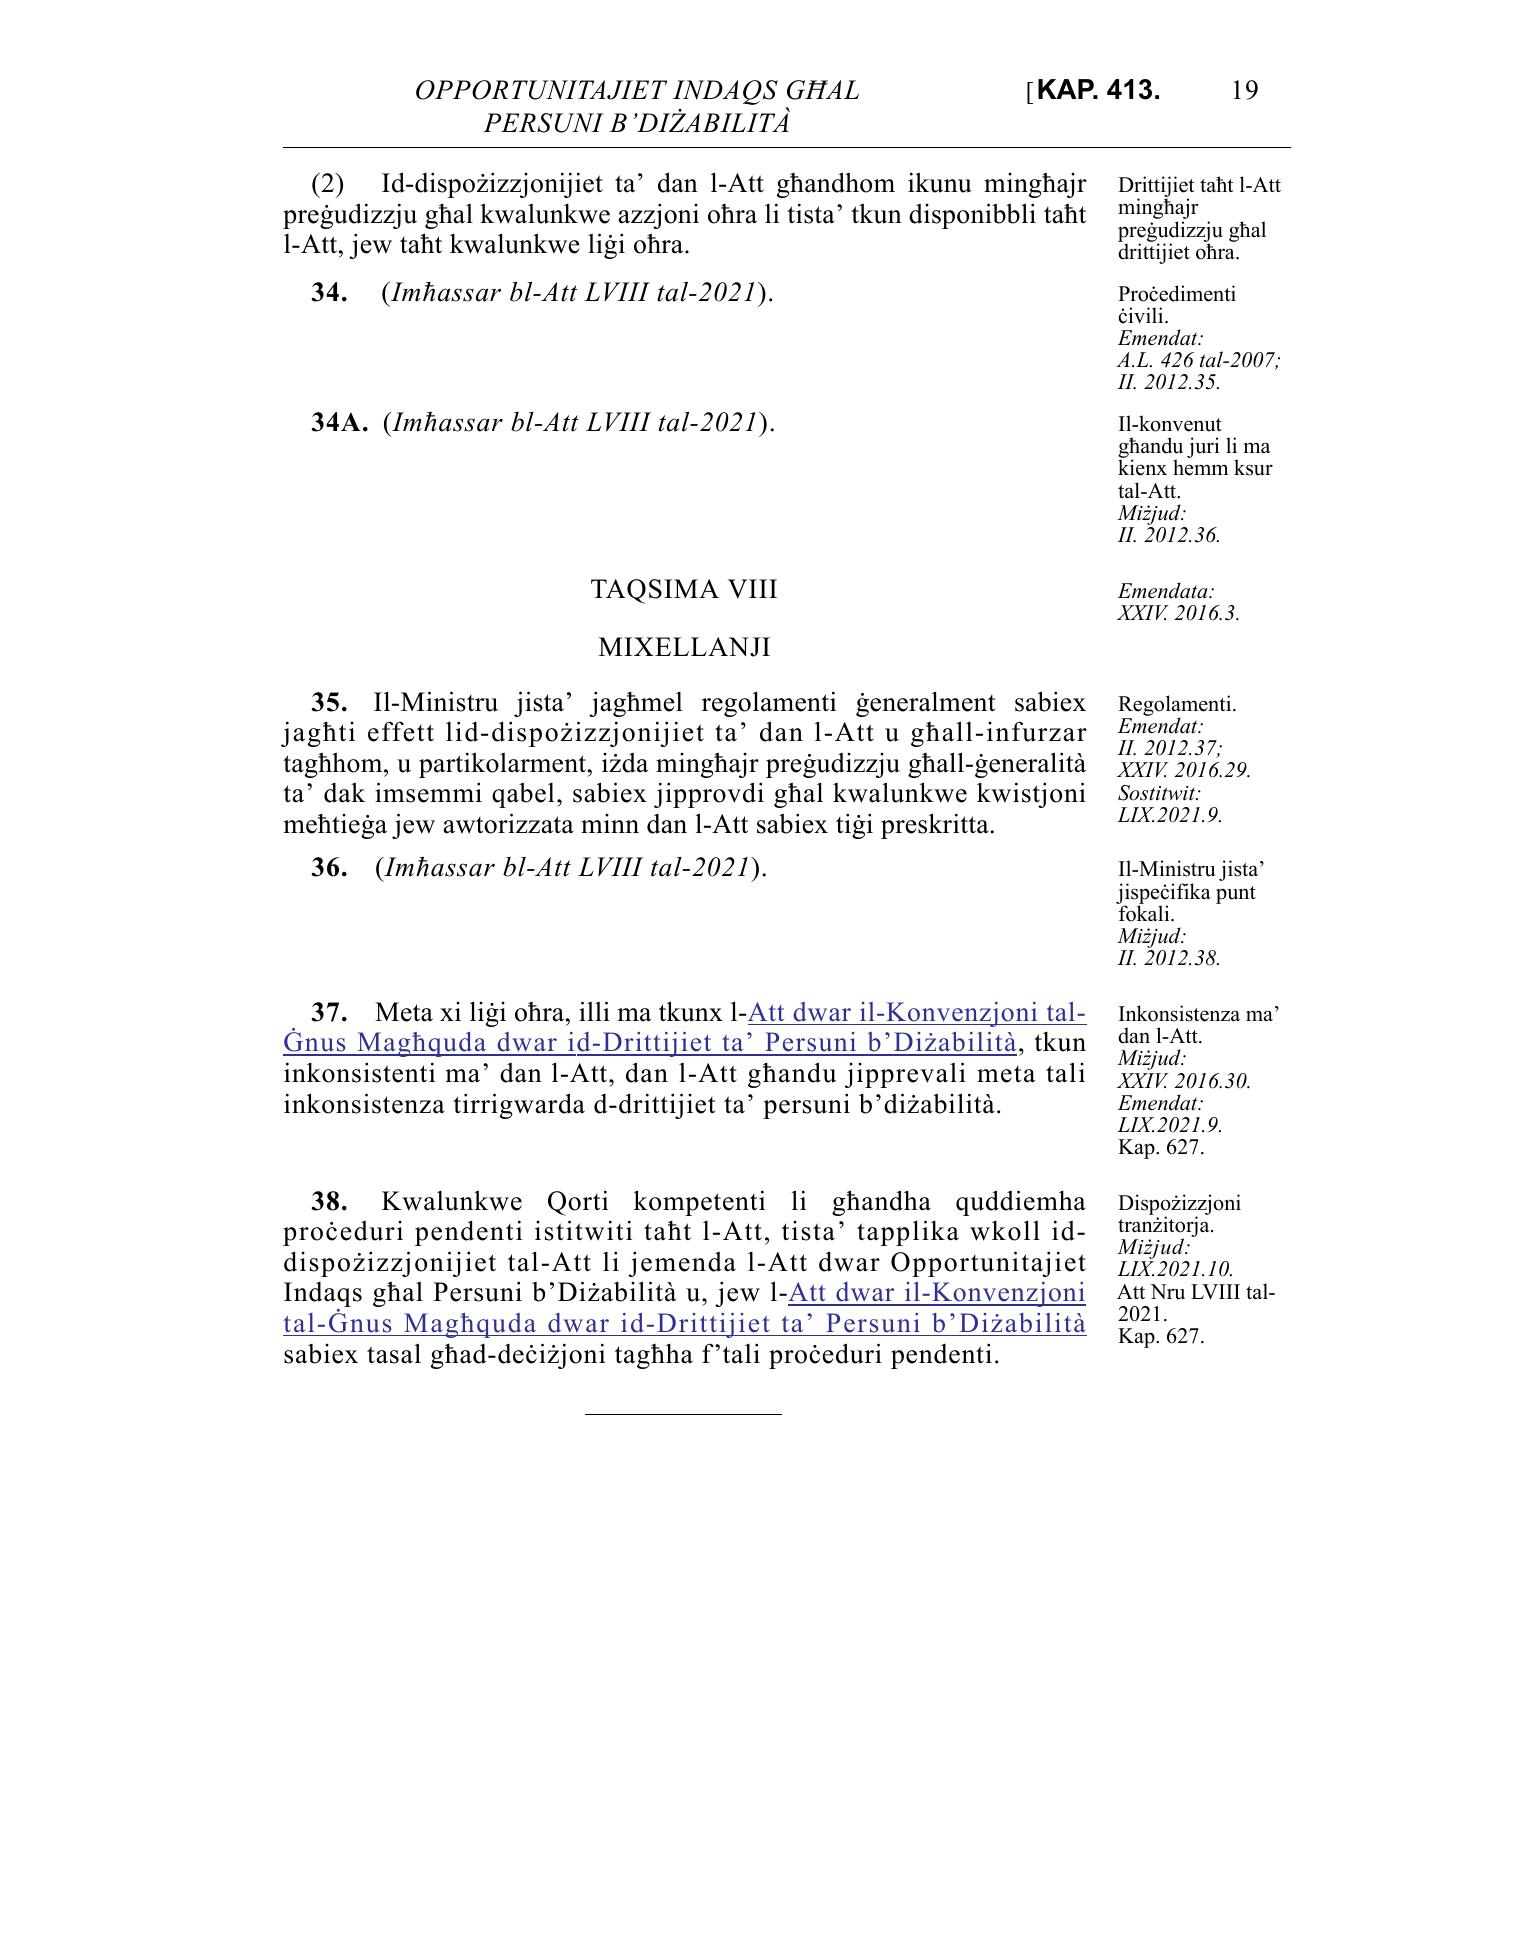 OPPORTUNITAJIET INDAQS GĦAL [KAP. 413. 19
PERSUNI B’DIŻABILITÀ
(2) Id-dispożizzjonijiet ta’ dan l-Att għandhom ikunu mingħajr
preġudizzju għal kwalunkwe azzjoni oħra li tista’ tkun disponibbli taħt
l-Att, jew taħt kwalunkwe liġi oħra.
Drittijiet taħt l-Att
mingħajr
preġudizzju għal
drittijiet oħra.
34. (Imħassar bl-Att LVIII tal-2021).
Proċedimenti
ċivili.
Emendat:
A.L. 426 tal-2007;
II. 2012.35.
34A. (Imħassar bl-Att LVIII tal-2021).
Il-konvenut
għandu juri li ma
kienx hemm ksur
tal-Att.
Miżjud:
II. 2012.36.
TAQSIMA VIII
Emendata:
XXIV. 2016.3.
MIXELLANJI
35. Il-Ministru jista’ jagħmel regolamenti ġeneralment sabiex
jagħti effett lid-dispożizzjonijiet ta’ dan l-Att u għall-infurzar
tagħhom, u partikolarment, iżda mingħajr preġudizzju għall-ġeneralità
ta’ dak imsemmi qabel, sabiex jipprovdi għal kwalunkwe kwistjoni
meħtieġa jew awtorizzata minn dan l-Att sabiex tiġi preskritta.
Regolamenti.
Emendat:
II. 2012.37;
XXIV. 2016.29.
Sostitwit:
LIX.2021.9.
36. (Imħassar bl-Att LVIII tal-2021).
Il-Ministru jista’
jispeċifika punt
fokali.
Miżjud:
II. 2012.38.
37. Meta xi liġi oħra, illi ma tkunx l-Att dwar il-Konvenzjoni tal-
Ġnus Magħquda dwar id-Drittijiet ta’ Persuni b’Diżabilità, tkun
inkonsistenti ma’ dan l-Att, dan l-Att għandu jipprevali meta tali
inkonsistenza tirrigwarda d-drittijiet ta’ persuni b’diżabilità.
Inkonsistenza ma’
dan l-Att.
Miżjud:
XXIV. 2016.30.
Emendat:
LIX.2021.9.
Kap. 627.
38. Kwalunkwe Qorti kompetenti li għandha quddiemha
proċeduri pendenti istitwiti taħt l-Att, tista’ tapplika wkoll id-
dispożizzjonijiet tal-Att li jemenda l-Att dwar Opportunitajiet
Indaqs għal Persuni b’Diżabilità u, jew l-Att dwar il-Konvenzjoni
tal-Ġnus Magħquda dwar id-Drittijiet ta’ Persuni b’Diżabilità
sabiex tasal għad-deċiżjoni tagħha f’tali proċeduri pendenti.
Dispożizzjoni
tranżitorja.
Miżjud:
LIX.2021.10.
Att Nru LVIII tal-
2021.
Kap. 627.